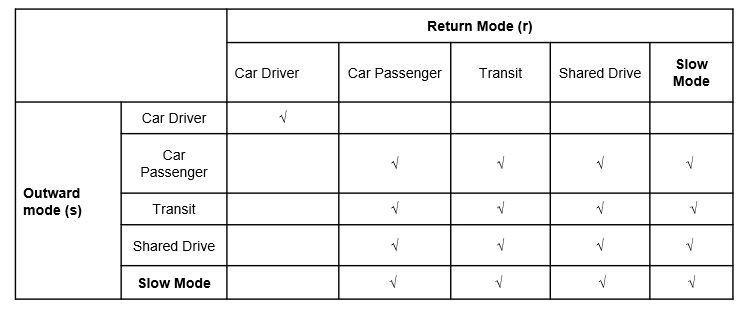 Return Mode (r)
Car Driver Car Passenger Transit Shared Drive Slow
Mode
Outward
mode (s)
Car Driver √
Car
Passenger √ √ √ √
Transit √ √ √ √
Shared Drive √ √ √ √
Slow Mode √ √ √ √